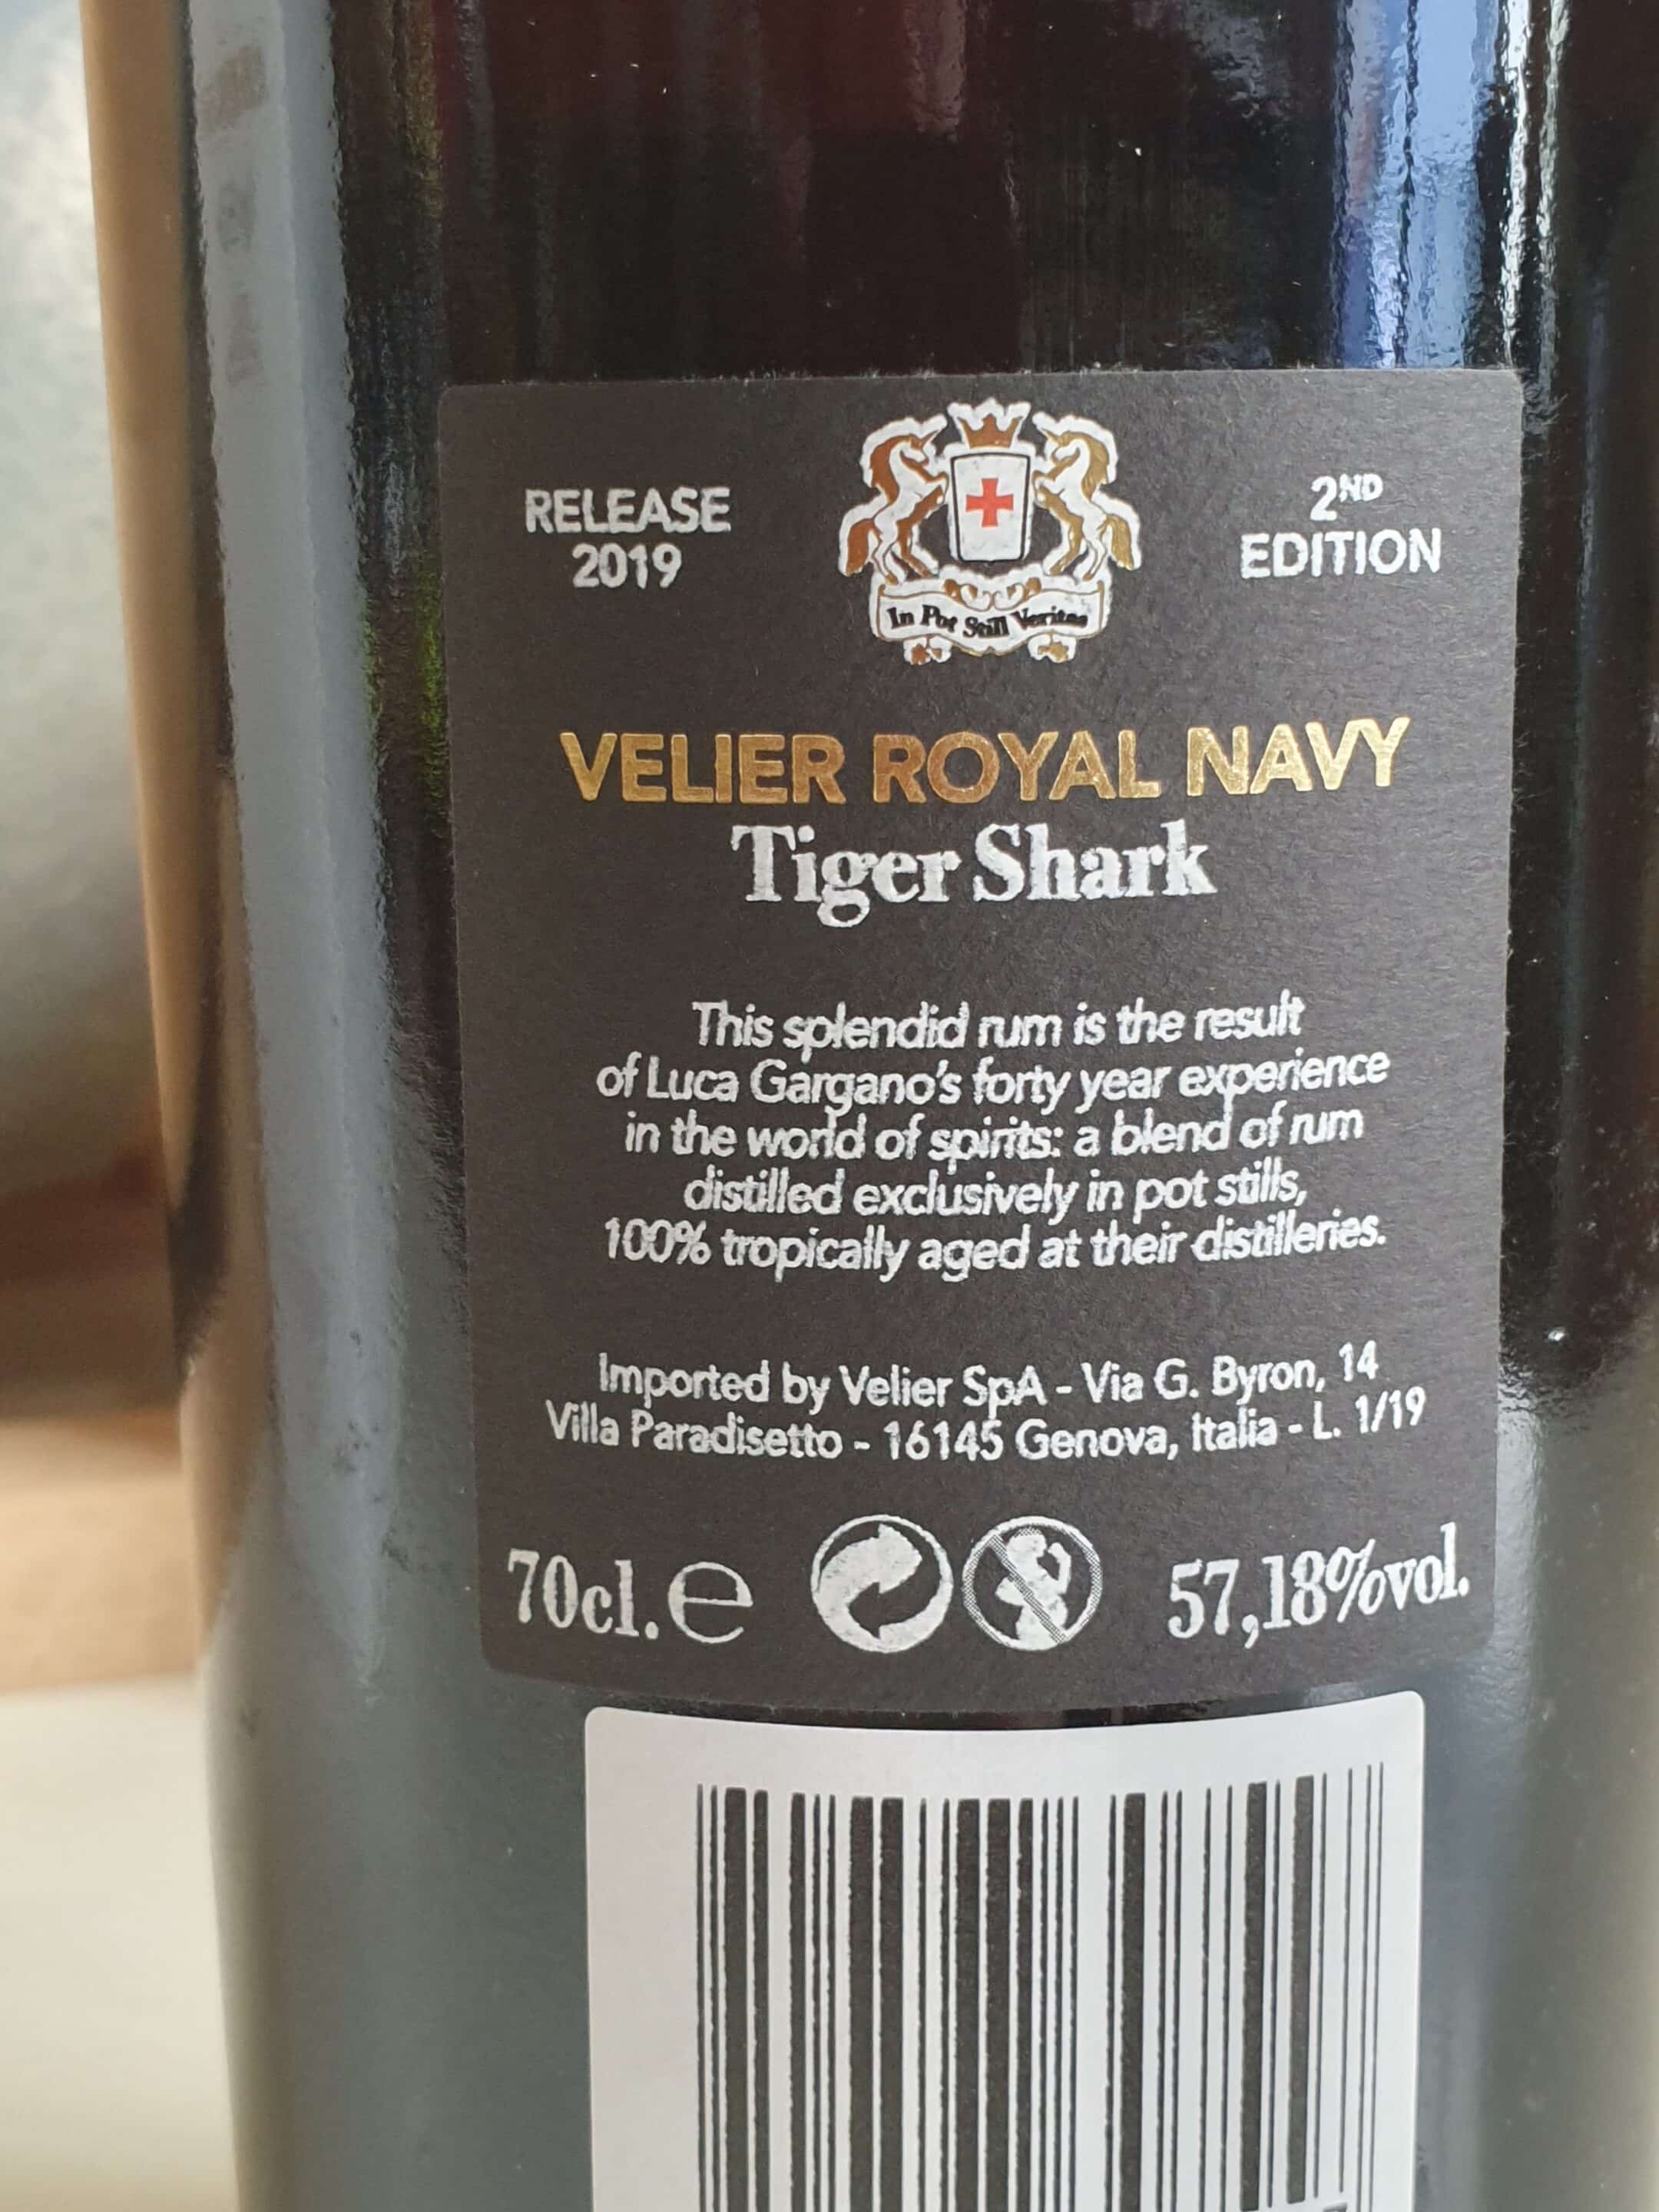 RELEASE
2019
2ND
EDITION
In Pot Still Veritas
VELIER ROYAL NAVY
Tiger Shark
This splendid rum is the result
of Luca Gargano's forty year experience
in the world of spirits: a blend of rum
distilled exclusively in pot stills,
100% tropically aged at their distilleries.
Imported by Velier SpA - Via G. Byron, 14
Villa Paradisetto - 16145 Genova, Italia - L. 1/19
70cl. e 57,18%vol.